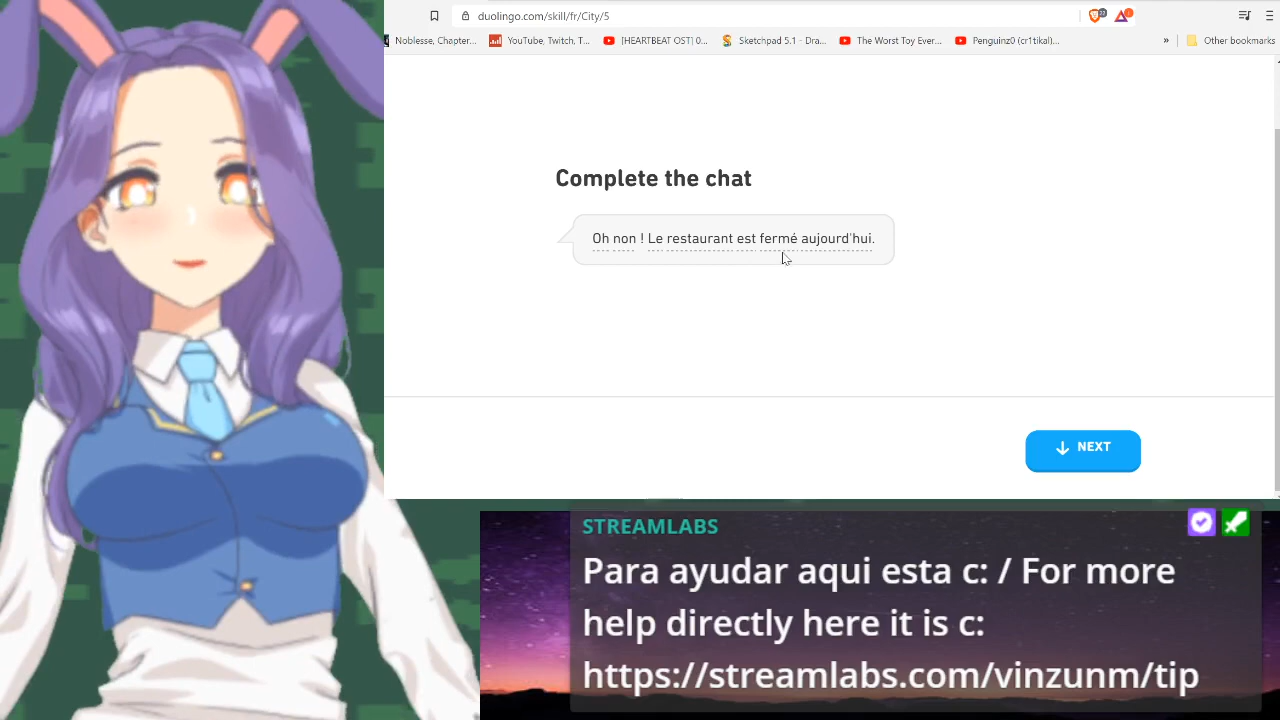 duolingo.com/skill/fr/City/5
Noblesse, Chapter...
YouTube, Twitch, T...
[HEARTBEAT OST] 0...
Sketchpad 5.1 - Dra...
The Worst Toy Ever...
Penguinz0 (cr1tikal)...
»
Other bookmarks
Complete the chat
Oh non ! Le restaurant est fermé aujourd'hui.
NEXT
STREAMLABS
Para ayudar aqui esta c: / For more
help directly here it is c:
https://streamlabs.com/vinzunm/tip